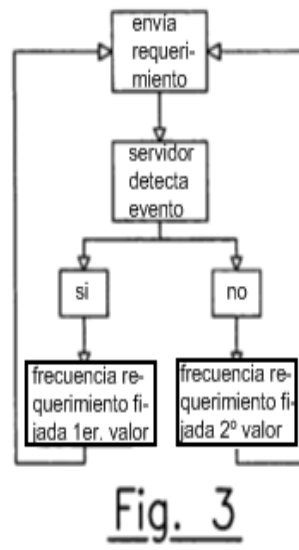 envía
requeri-
miento
servidor
detecta
evento
si
no
frecuencia re-
querimiento fi-
jada 1er. valor
frecuencia re-
querimiento fi-
jada 2º valor
Fig. 3